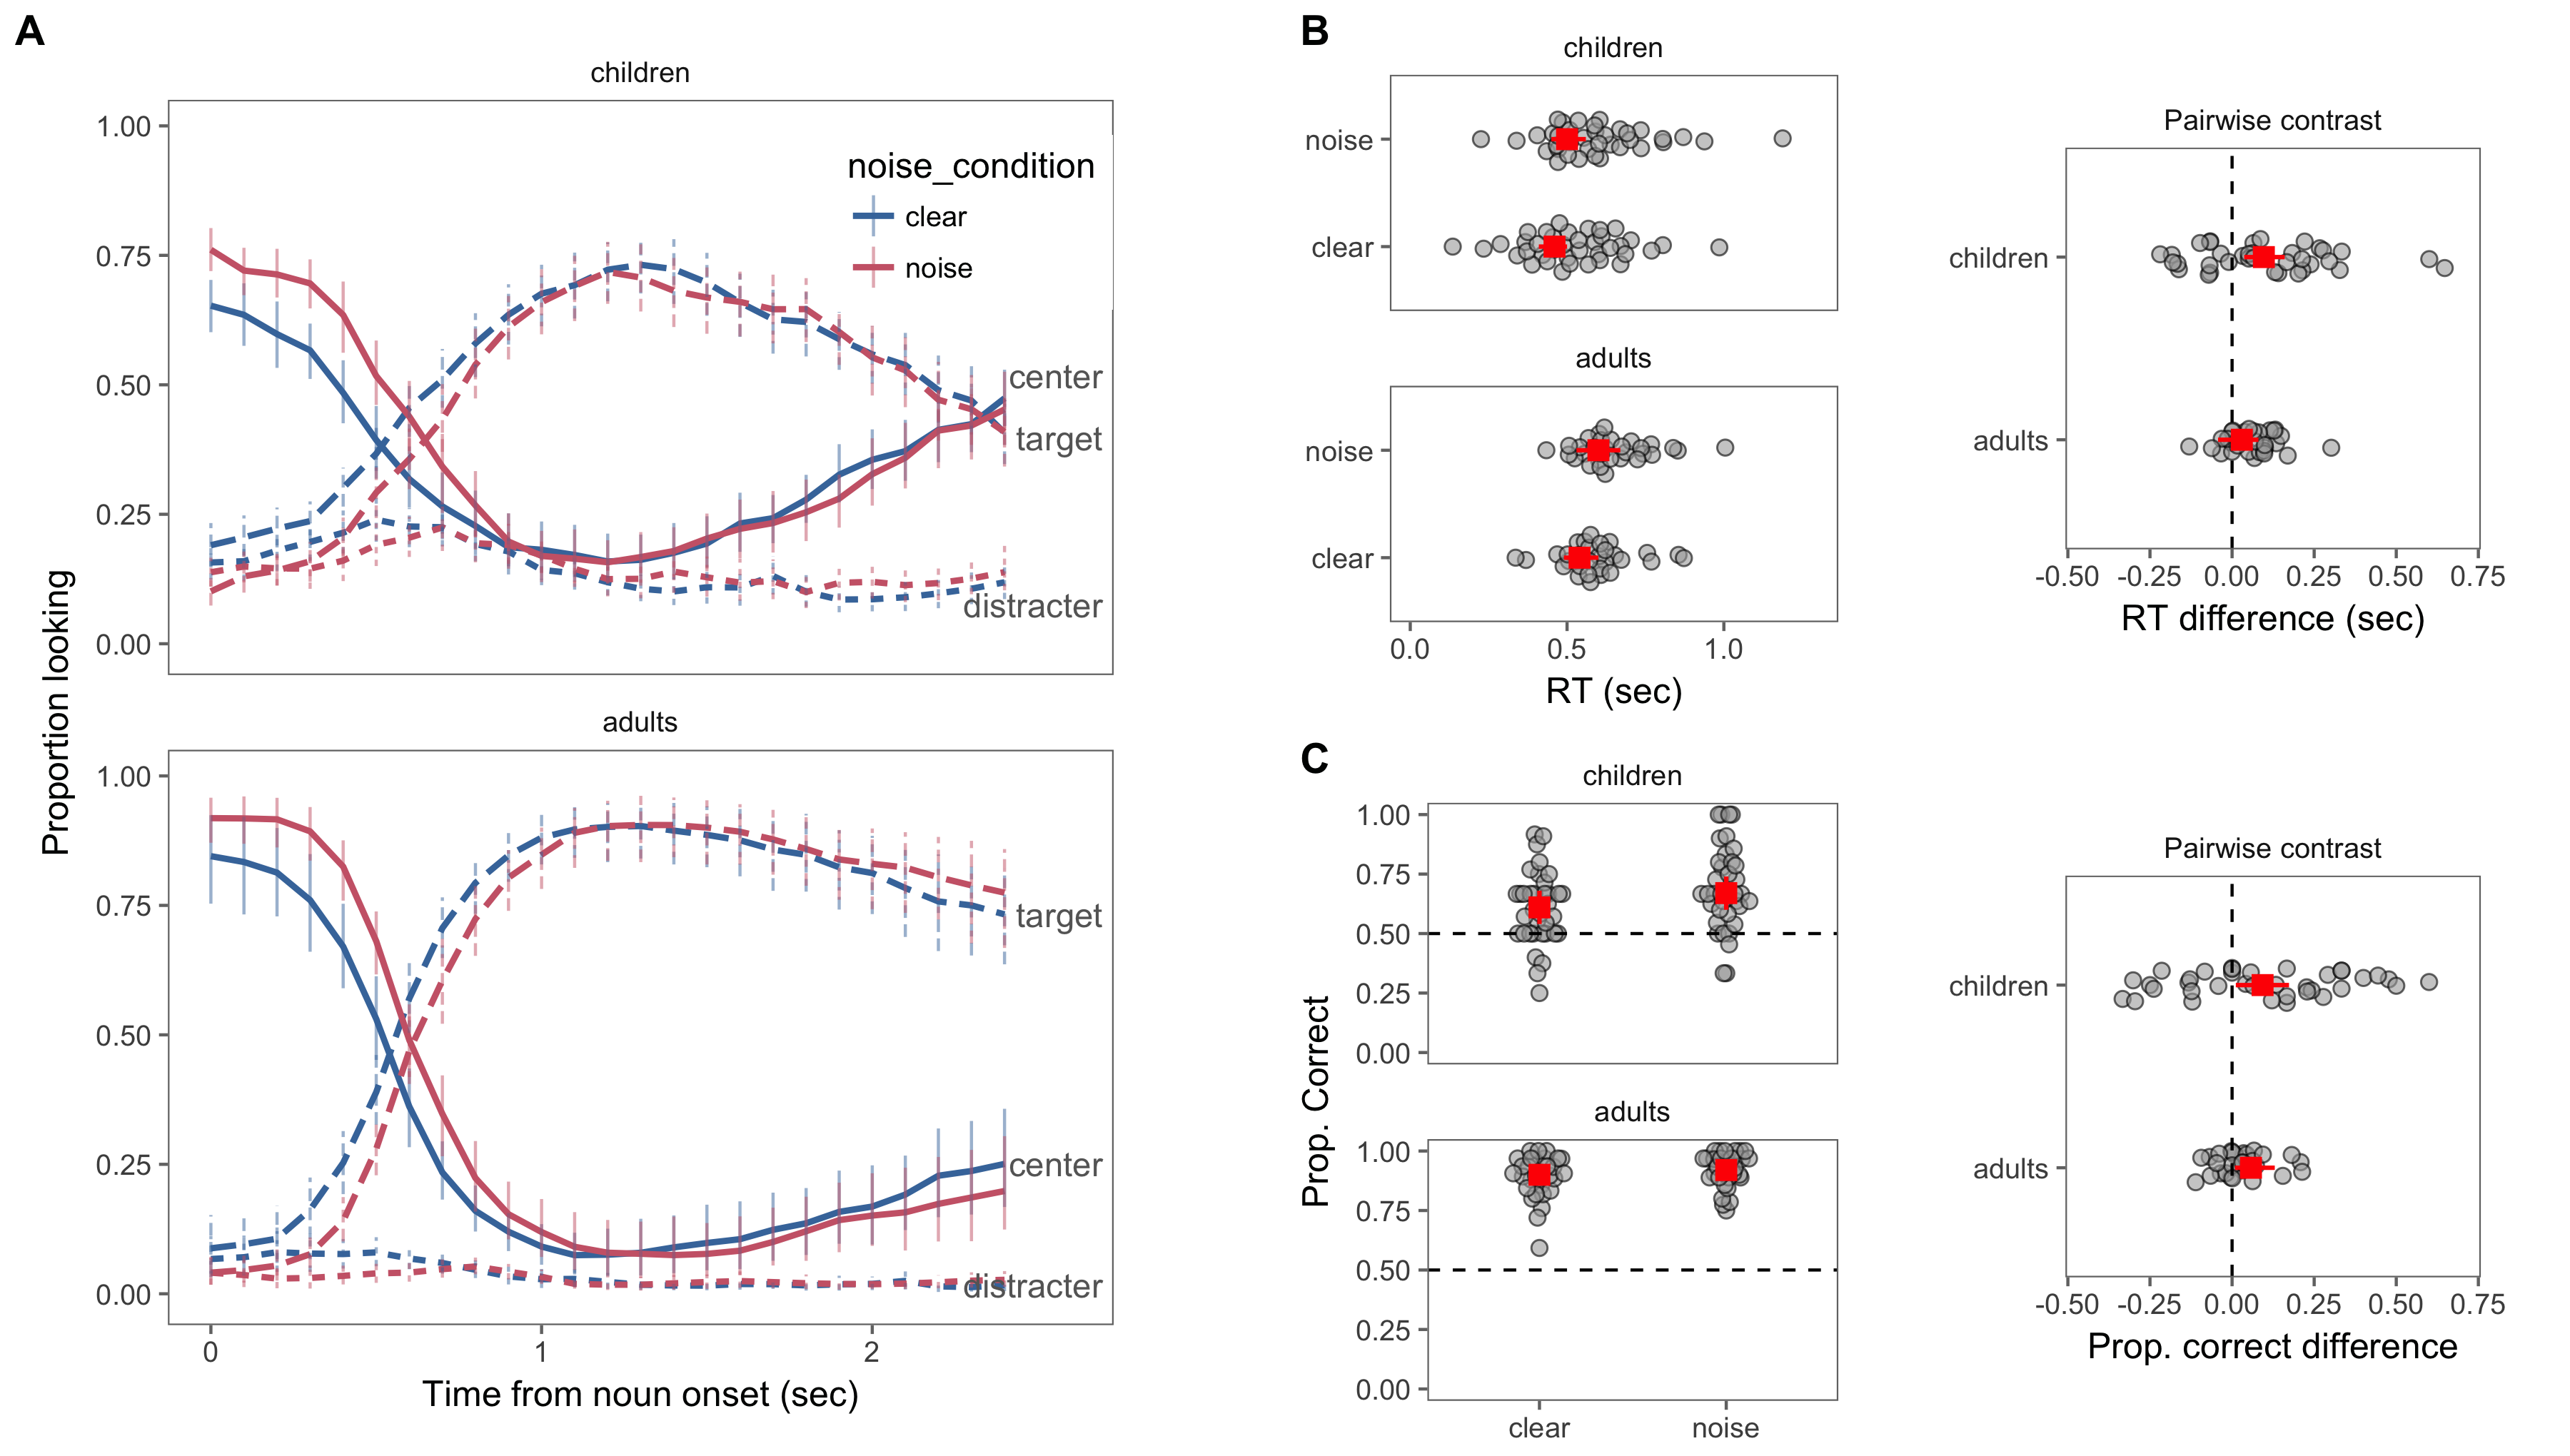 A
children
1.00
0.75
0.50
0.25
0.00
noise_condition
clear
noise
center
target
distracter
adults
1.00
0.75
0.50
0.25
0.00
target
center
distracter
0 1 2
Time from noun onset (sec)
Proportion looking
B
children
noise
clear
adults
noise
clear
0.0 0.5 1.0
RT (sec)
Pairwise contrast
children
adults
-0.50 -0.25 0.00 0.25 0.50 0.75
RT difference (sec)
C
children
1.00
0.75
0.50
0.25
0.00
adults
1.00
0.75
0.50
0.25
0.00
clear noise
Prop. Correct
Pairwise contrast
children
adults
-0.50 -0.25 0.00 0.25 0.50 0.75
Prop. correct difference